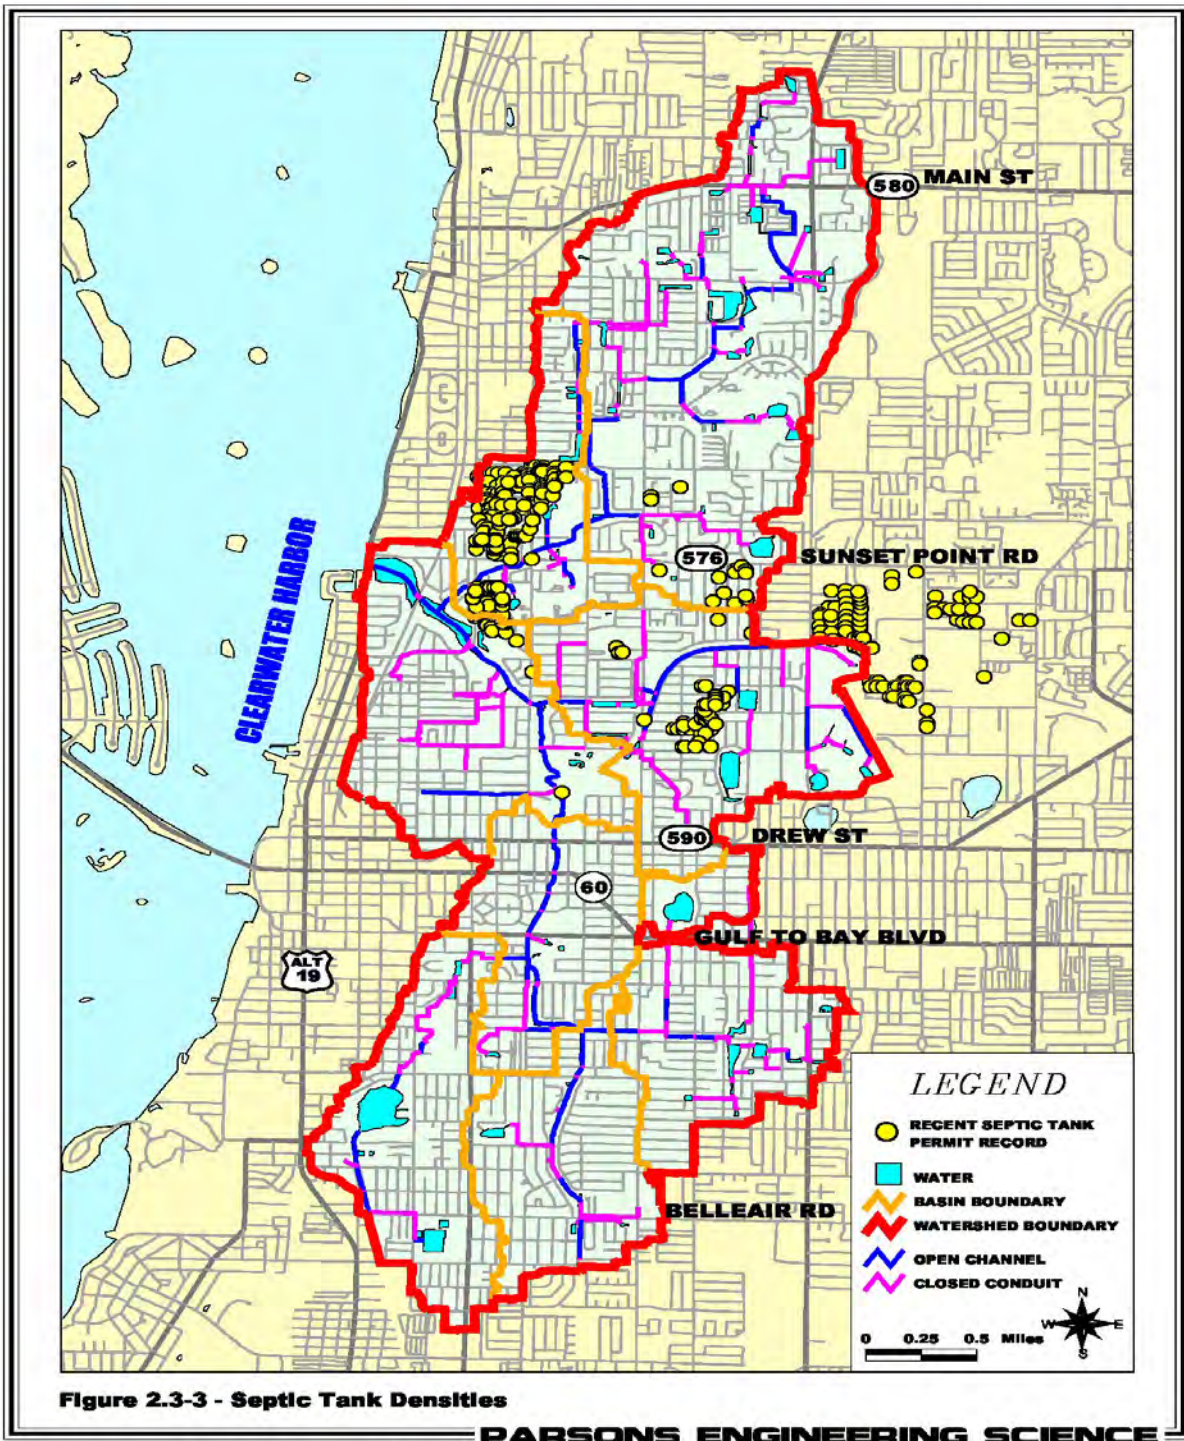 580 MAIN ST
CLEARWATER HARBOR
576 SUNSET POINT RD
590 DREW ST
60
GULF TO BAY BLVD
ALT
19
BELLEAIR RD
LEGEND
RECENT SEPTIC TANK
PERMIT RECORD
WATER
BASIN BOUNDARY
WATERSHED BOUNDARY
OPEN CHANNEL
CLOSED CONDUIT
N
W E
S
0 0.25 0.5 Miles
Figure 2.3-3 - Septic Tank Densities
PARSONS ENGINEERING SCIENCE